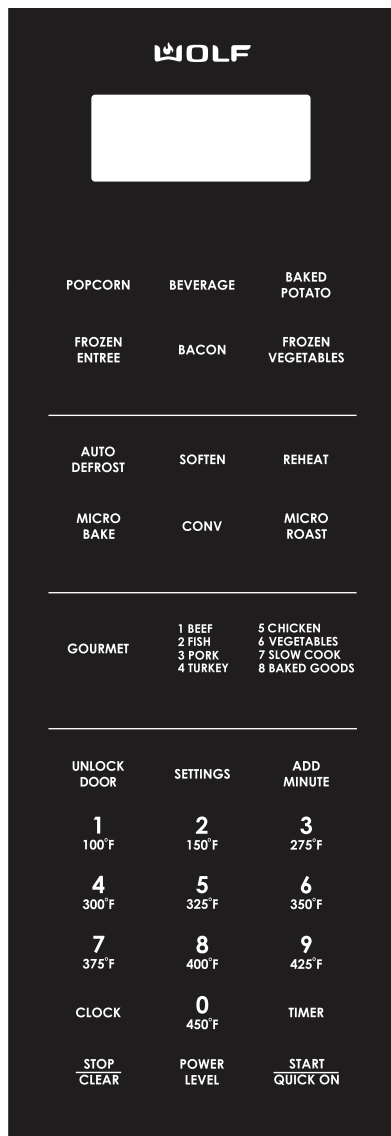 WOLF
POPCORN
BEVERAGE
BAKED
POTATO
FROZEN
ENTREE
BACON
FROZEN
VEGETABLES
AUTO
DEFROST
SOFTEN
REHEAT
MICRO
BAKE
CONV
MICRO
ROAST
GOURMET
1 BEEF
2 FISH
3 PORK
4 TURKEY
5 CHICKEN
6 VEGETABLES
7 SLOW COOK
8 BAKED GOODS
UNLOCK
DOOR
SETTINGS
ADD
MINUTE
1
100°F
2
150°F
3
275°F
4
300°F
5
325°F
6
350°F
7
375°F
8
400°F
9
425°F
CLOCK
0
450°F
TIMER
STOP
CLEAR
POWER
LEVEL
START
QUICK ON